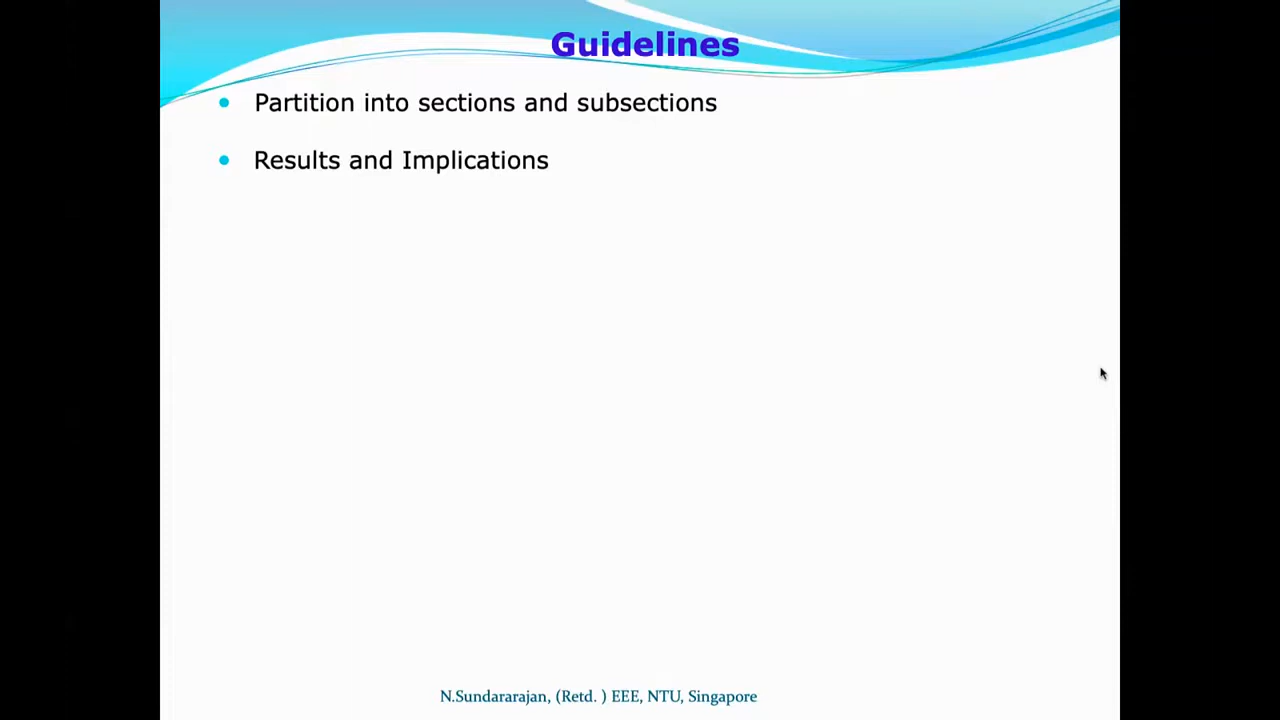 Guidelines
Partition into sections and subsections
Results and Implications
N.Sundararajan, (Retd. ) EEE, NTU, Singapore